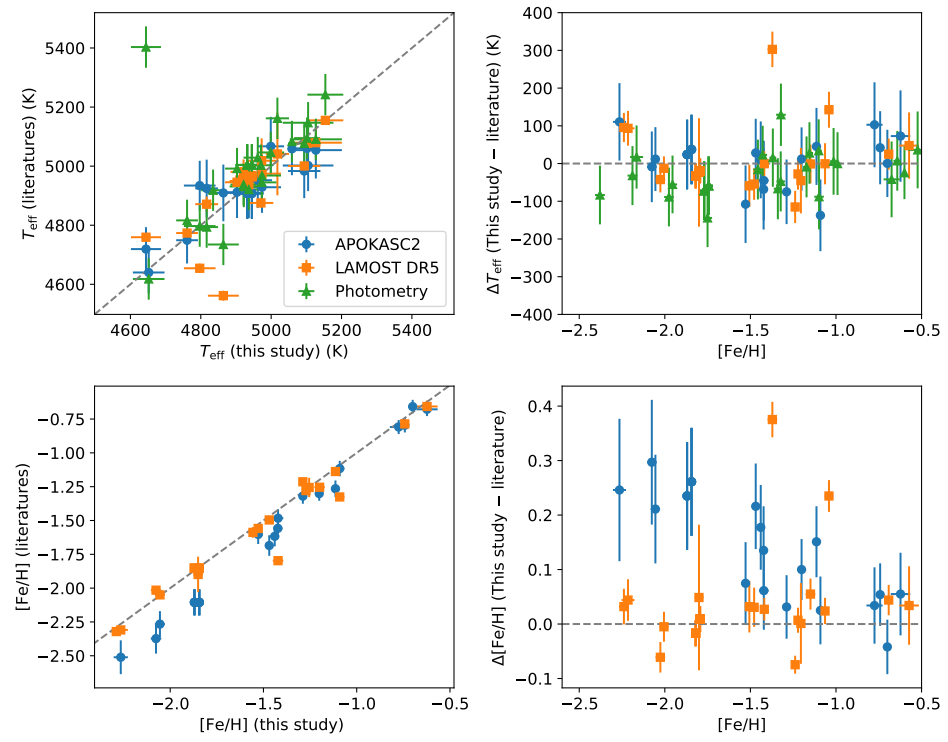 5400
5200
5000
4800
4600
T_eff (literatures) (K)
4600 4800 5000 5200 5400
T_eff (this study) (K)
APOKASC2
LAMOST DR5
Photometry
400
300
200
100
0
−100
−200
−300
−400
ΔT_eff (This study − literature) (K)
−2.5 −2.0 −1.5 −1.0 −0.5
[Fe/H]
−0.75
−1.00
−1.25
−1.50
−1.75
−2.00
−2.25
−2.50
[Fe/H] (literatures)
−2.0 −1.5 −1.0 −0.5
[Fe/H] (this study)
0.4
0.3
0.2
0.1
0.0
−0.1
Δ[Fe/H] (This study − literature)
−2.5 −2.0 −1.5 −1.0 −0.5
[Fe/H]